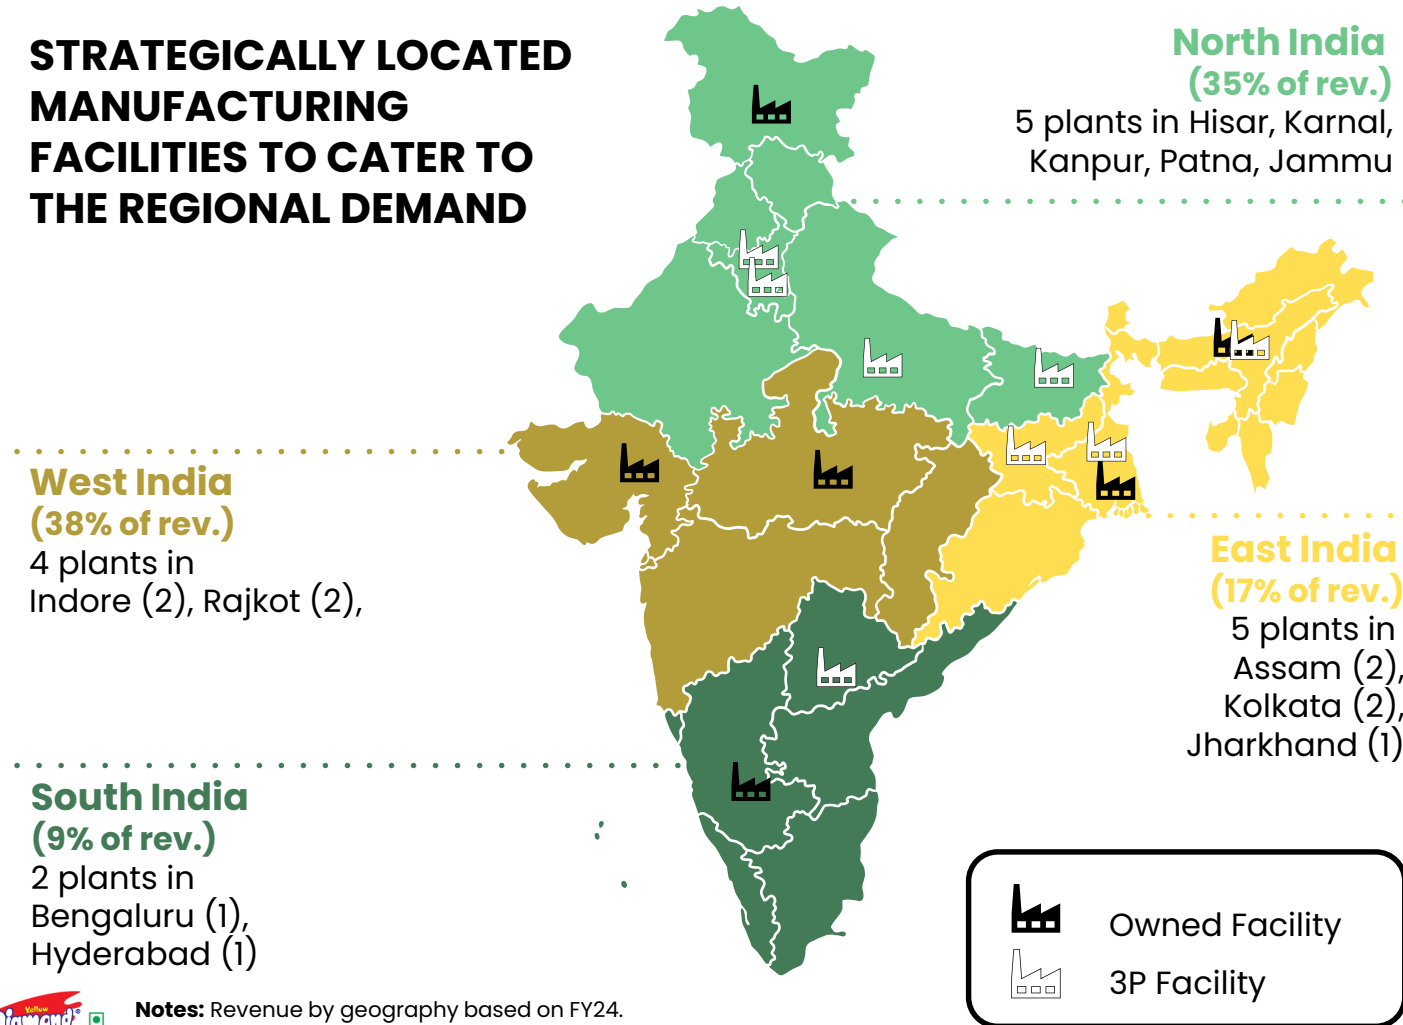 STRATEGICALLY LOCATED
MANUFACTURING
FACILITIES TO CATER TO
THE REGIONAL DEMAND
North India
(35% of rev.)
5 plants in Hisar, Karnal,
Kanpur, Patna, Jammu
West India
(38% of rev.)
4 plants in
Indore (2), Rajkot (2),
East India
(17% of rev.)
5 plants in
Assam (2),
Kolkata (2),
Jharkhand (1)
South India
(9% of rev.)
2 plants in
Bengaluru (1),
Hyderabad (1)
Owned Facility
3P Facility
Yellow
Diamond
Notes: Revenue by geography based on FY24.